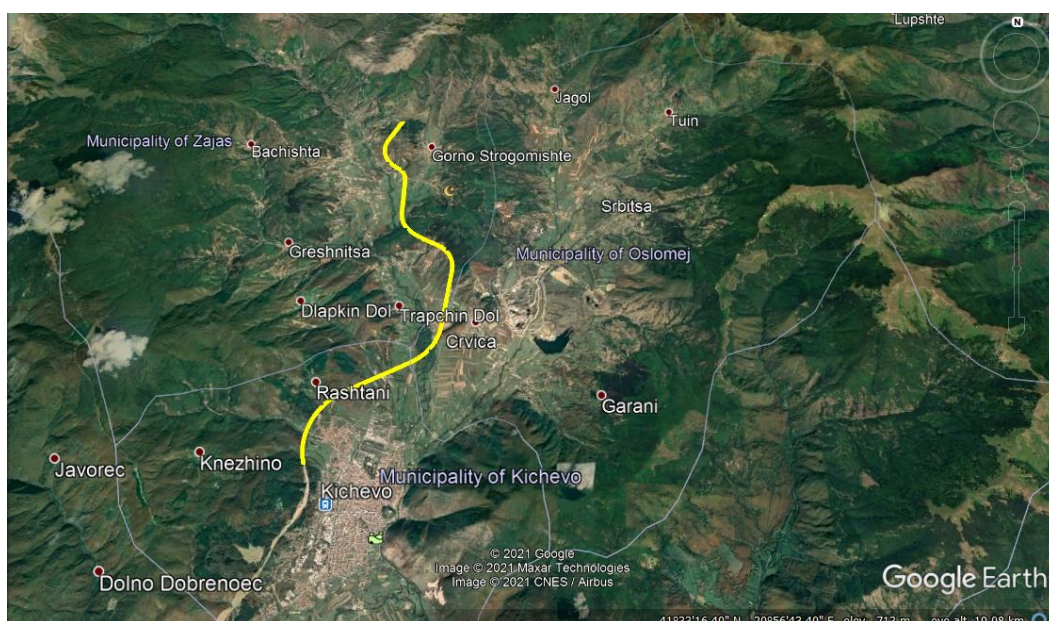 Lupshte
N
Jagol
Tuin
Municipality of Zajas
Bachishta
Gorno Strogomishte
Srbitsa
Greshnitsa
Municipality of Oslomej
Dlapkin Dol
Trapchin Dol
Crvica
Rashtani
Garani
Javorec
Knezhino
Municipality of Kichevo
Kichevo
© 2021 Google
Image © 2021 Maxar Technologies
Image © 2021 CNES / Airbus
Dolno Dobrenoec
Google Earth